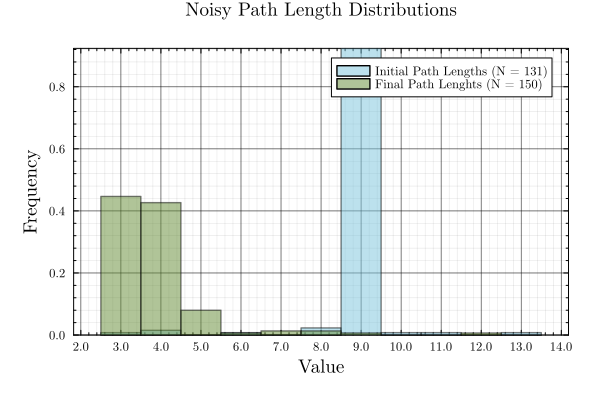 Noisy Path Length Distributions
Initial Path Lengths (N = 131)
Final Path Lenghts (N = 150)
Frequency
0.8
0.6
0.4
0.2
0.0
2.0 3.0 4.0 5.0 6.0 7.0 8.0 9.0 10.0 11.0 12.0 13.0 14.0
Value